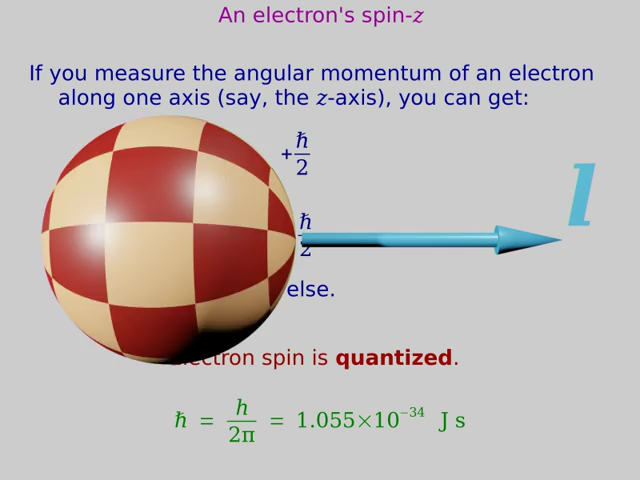 An electron's spin-z
If you measure the angular momentum of an electron
along one axis (say, the z-axis), you can get:
+ℏ/2
ℏ/2
else.
spin is quantized.
ℏ = h/2π = 1.055×10⁻³⁴ J s
l